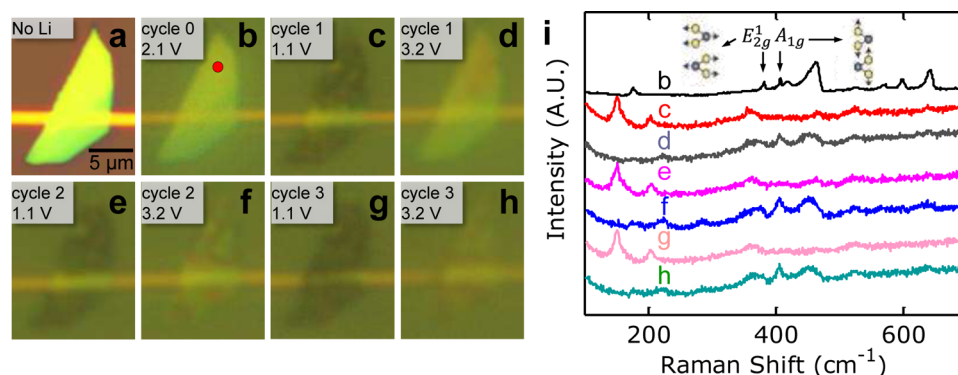 No Li
a
5 μm
cycle 0
2.1 V
b
cycle 1
1.1 V
c
cycle 1
3.2 V
d
cycle 2
1.1 V
e
cycle 2
3.2 V
f
cycle 3
1.1 V
g
cycle 3
3.2 V
h
i
E¹₂g A₁g
b
c
d
e
f
g
h
Intensity (A.U.)
200 400 600
Raman Shift (cm⁻¹)